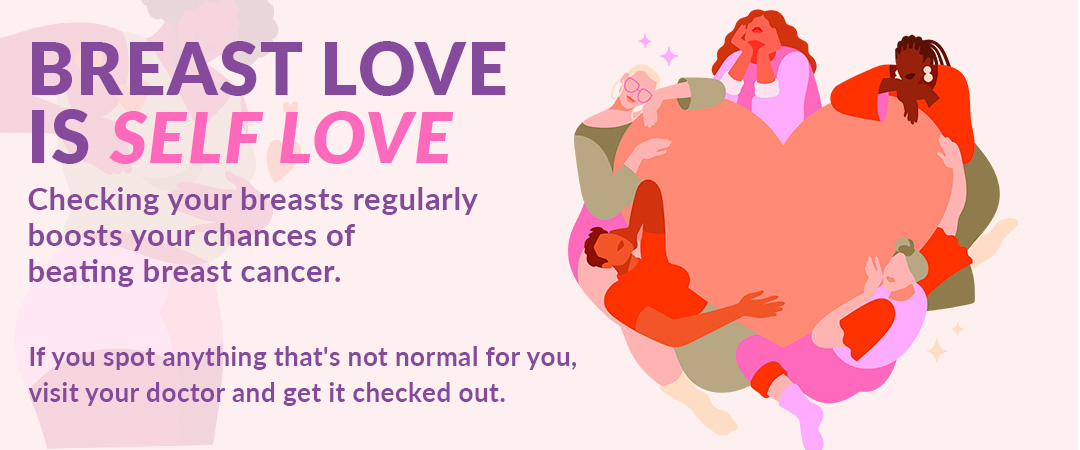 BREAST LOVE
IS SELF LOVE
Checking your breasts regularly
boosts your chances of
beating breast cancer.
If you spot anything that's not normal for you,
visit your doctor and get it checked out.